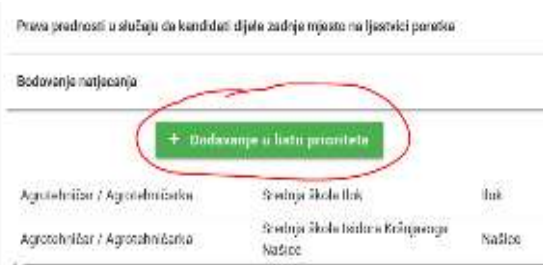 Prava prednosti u slučaju da kandidati dijele zadnje mjesto na ljestvici poretka
Bodovanje natjecanja
+ Dodavanje u listu prioriteta
Agrotehničar / Agrotehničarka Srednja škola Ilok Ilok
Agrotehničar / Agrotehničarka Srednja škola Isidora Kršnjavoga Našice Našice